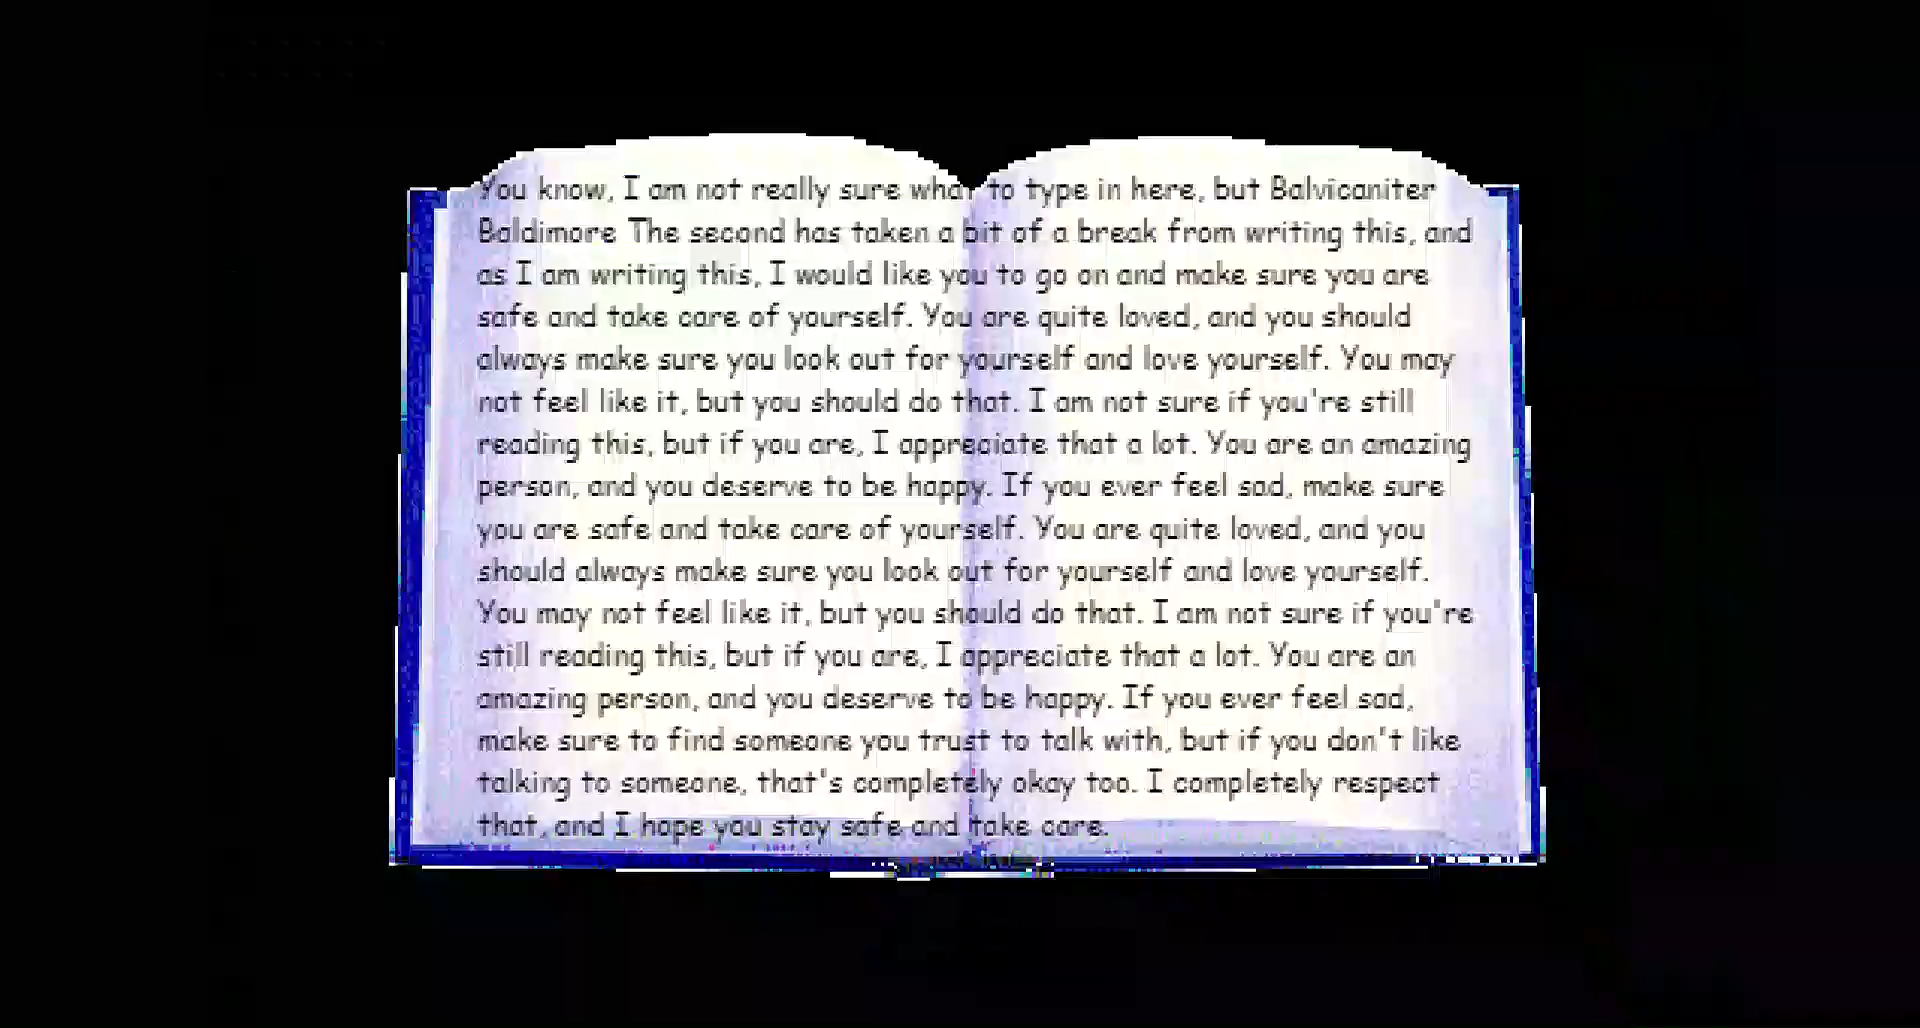 You know, I am not really sure what to type in here, but Balvicaniter
Baldimore The second has taken a bit of a break from writing this, and
as I am writing this, I would like you to go on and make sure you are
safe and take care of yourself. You are quite loved, and you should
always make sure you look out for yourself and love yourself. You may
not feel like it, but you should do that. I am not sure if you're still
reading this, but if you are, I appreciate that a lot. You are an amazing
person, and you deserve to be happy. If you ever feel sad, make sure
you are safe and take care of yourself. You are quite loved, and you
should always make sure you look out for yourself and love yourself.
You may not feel like it, but you should do that. I am not sure if you're
still reading this, but if you are, I appreciate that a lot. You are an
amazing person, and you deserve to be happy. If you ever feel sad,
make sure to find someone you trust to talk with, but if you don't like
talking to someone, that's completely okay too. I completely respect
that, and I hope you stay safe and take care.